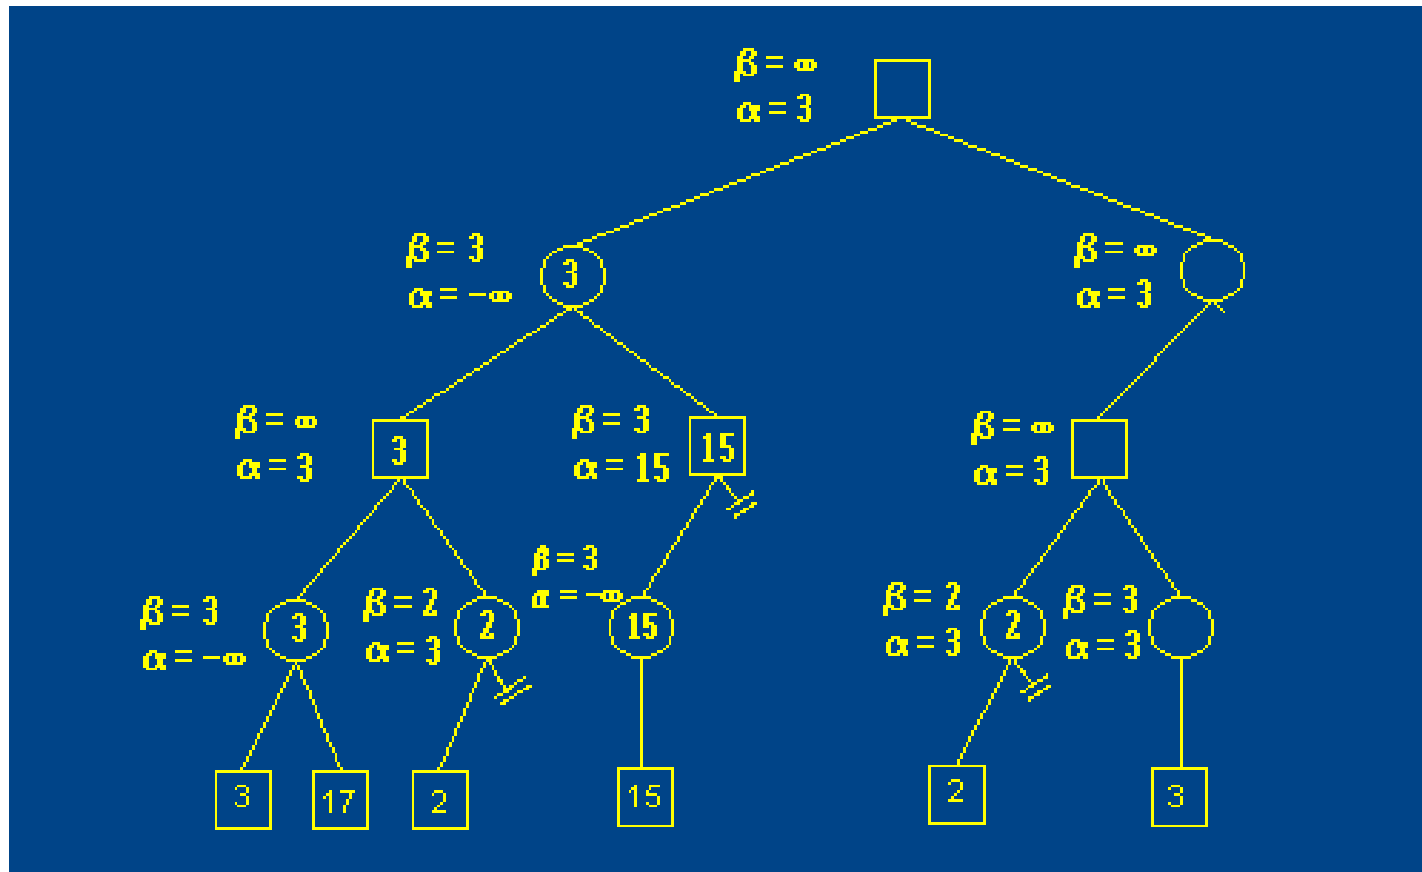 β = ∞
α = 3
β = 3
α = −∞
3
β = ∞
α = 3
β = ∞
α = 3
3
β = 3
α = 15
15
β = ∞
α = 3
β = 3
α = −∞
3
β = 2
α = 3
2
β = 3
α = −∞
15
β = 2
α = 3
2
β = 3
α = 3
3
17
2
15
2
3